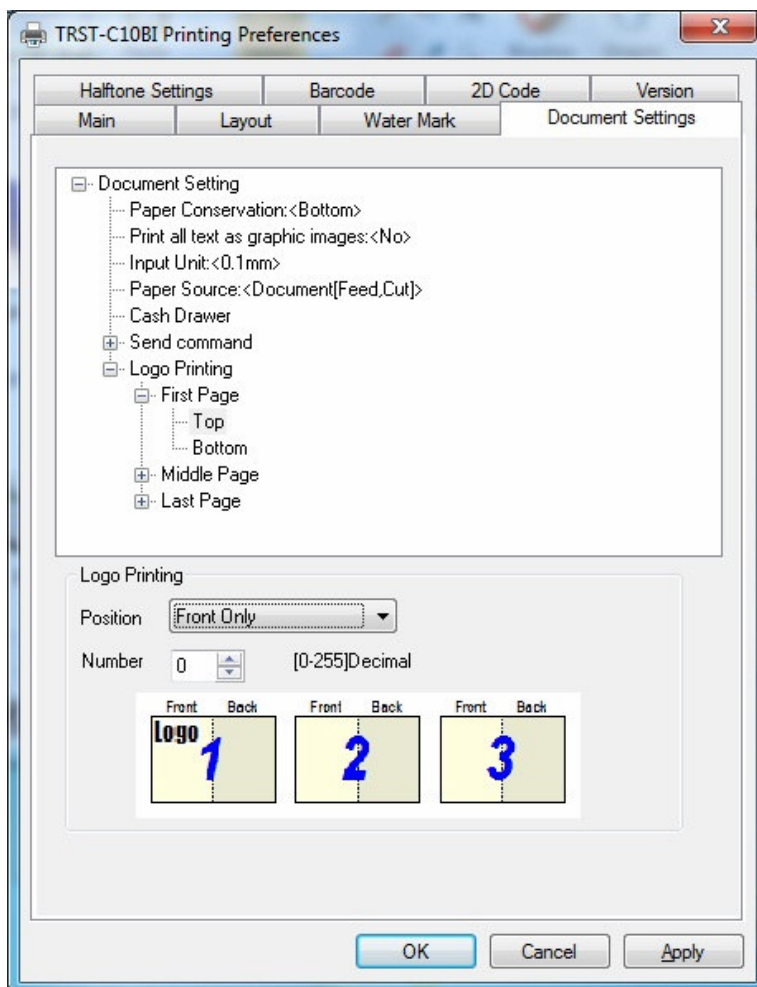 TRST-C10BI Printing Preferences
Halftone Settings Barcode 2D Code Version
Main Layout Water Mark Document Settings
Document Setting
Paper Conservation:<Bottom>
Print all text as graphic images:<No>
Input Unit:<0.1mm>
Paper Source:<Document[Feed,Cut]>
Cash Drawer
Send command
Logo Printing
First Page
Top
Bottom
Middle Page
Last Page
Logo Printing
Position Front Only
Number 0 [0-255]Decimal
Front Back Front Back Front Back
Logo 1 2 3
OK Cancel Apply